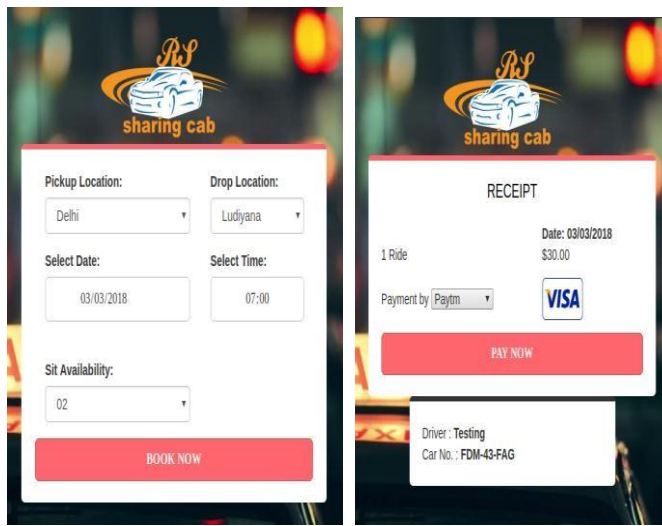 RS
sharing cab
Pickup Location: Drop Location:
Delhi Ludiyana
Select Date: Select Time:
03/03/2018 07:00
Sit Availability:
02
BOOK NOW
RS
sharing cab
RECEIPT
Date: 03/03/2018
1 Ride $30.00
Payment by Paytm VISA
PAY NOW
Driver : Testing
Car No. : FDM-43-FAG